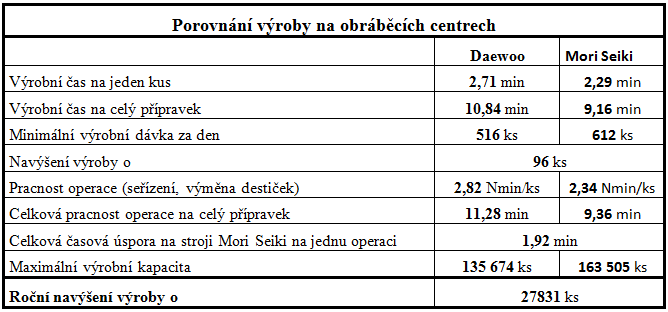 Porovnání výroby na obráběcích centrech
Daewoo Mori Seiki
Výrobní čas na jeden kus 2,71 min 2,29 min
Výrobní čas na celý přípravek 10,84 min 9,16 min
Minimální výrobní dávka za den 516 ks 612 ks
Navýšení výroby o 96 ks
Pracnost operace (seřízení, výměna destiček) 2,82 Nmin/ks 2,34 Nmin/ks
Celková pracnost operace na celý přípravek 11,28 min 9,36 min
Celková časová úspora na stroji Mori Seiki na jednu operaci 1,92 min
Maximální výrobní kapacita 135 674 ks 163 505 ks
Roční navýšení výroby o 27831 ks